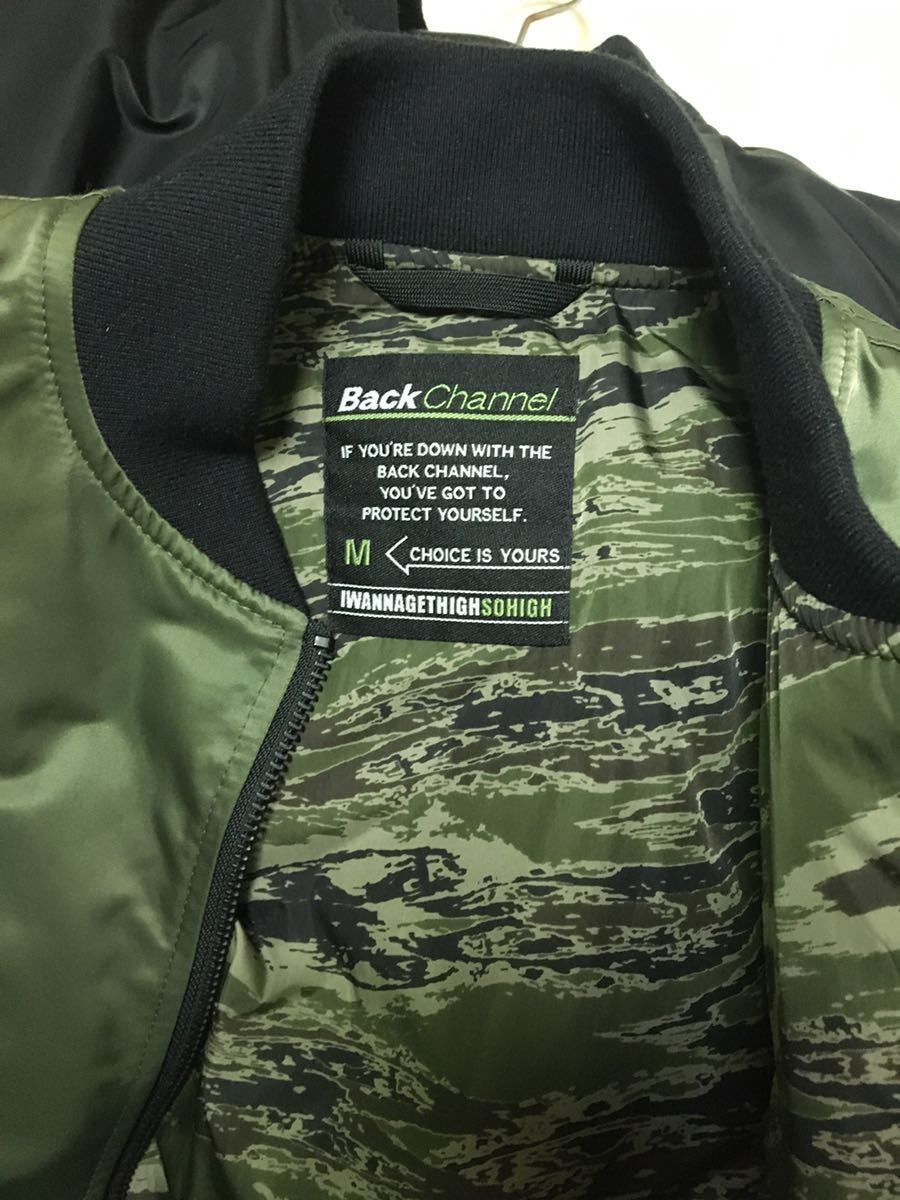 Back Channel
IF YOU'RE DOWN WITH THE
BACK CHANNEL,
YOU'VE GOT TO
PROTECT YOURSELF.
M CHOICE IS YOURS
IWANNAGETHIGHSOHIGH